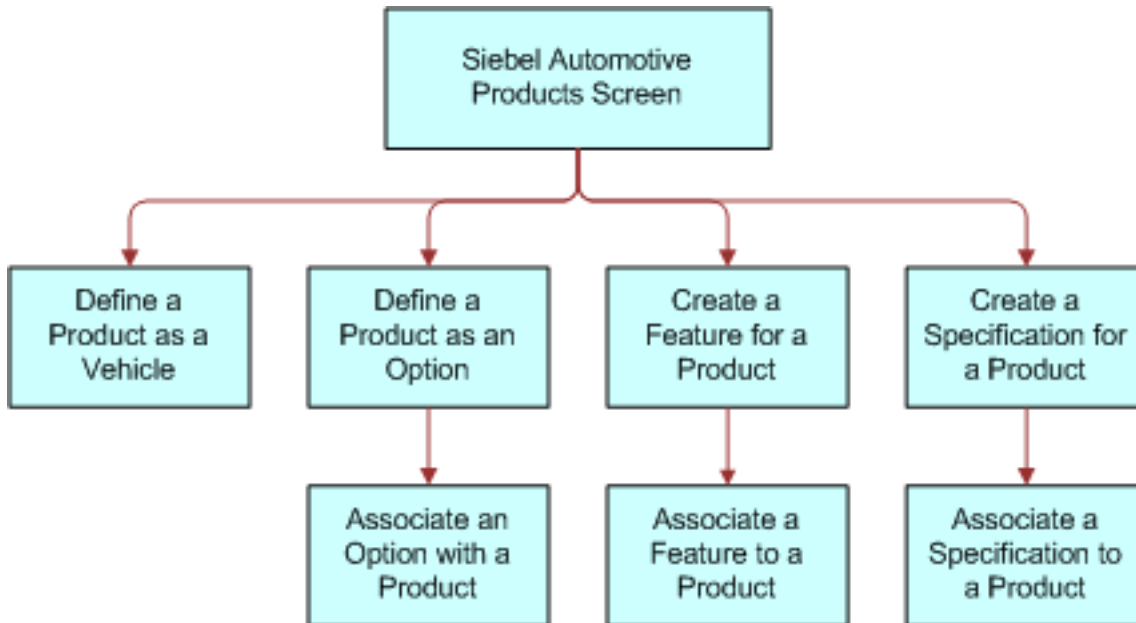 Siebel Automotive
Products Screen
Define a
Product as a
Vehicle
Define a
Product as an
Option
Create a
Feature for a
Product
Create a
Specification for
a Product
Associate an
Option with a
Product
Associate a
Feature to a
Product
Associate a
Specification to
a Product